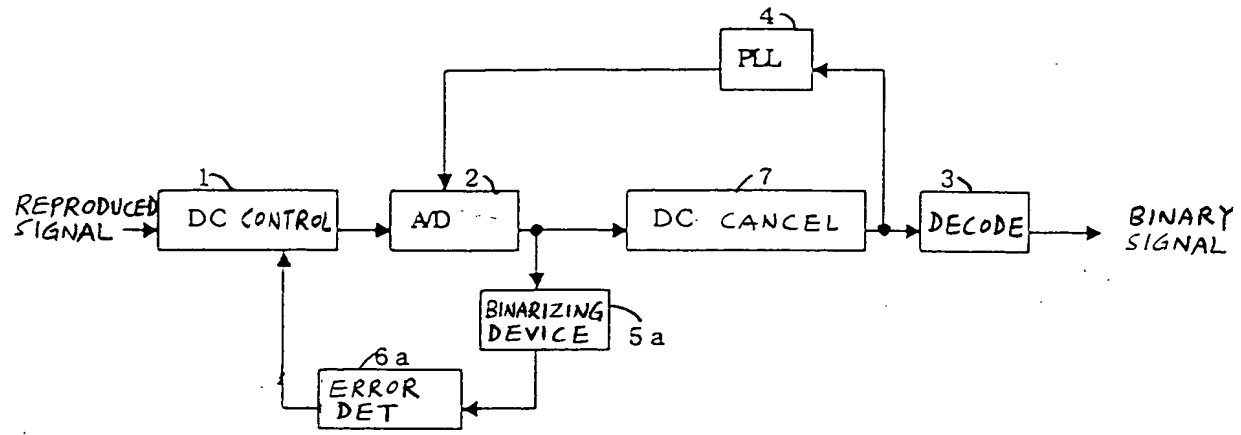 4
PLL
1
2
7
3
REPRODUCED
SIGNAL
DC CONTROL
A/D
DC CANCEL
DECODE
BINARY
SIGNAL
BINARIZING
DEVICE
5a
6a
ERROR
DET